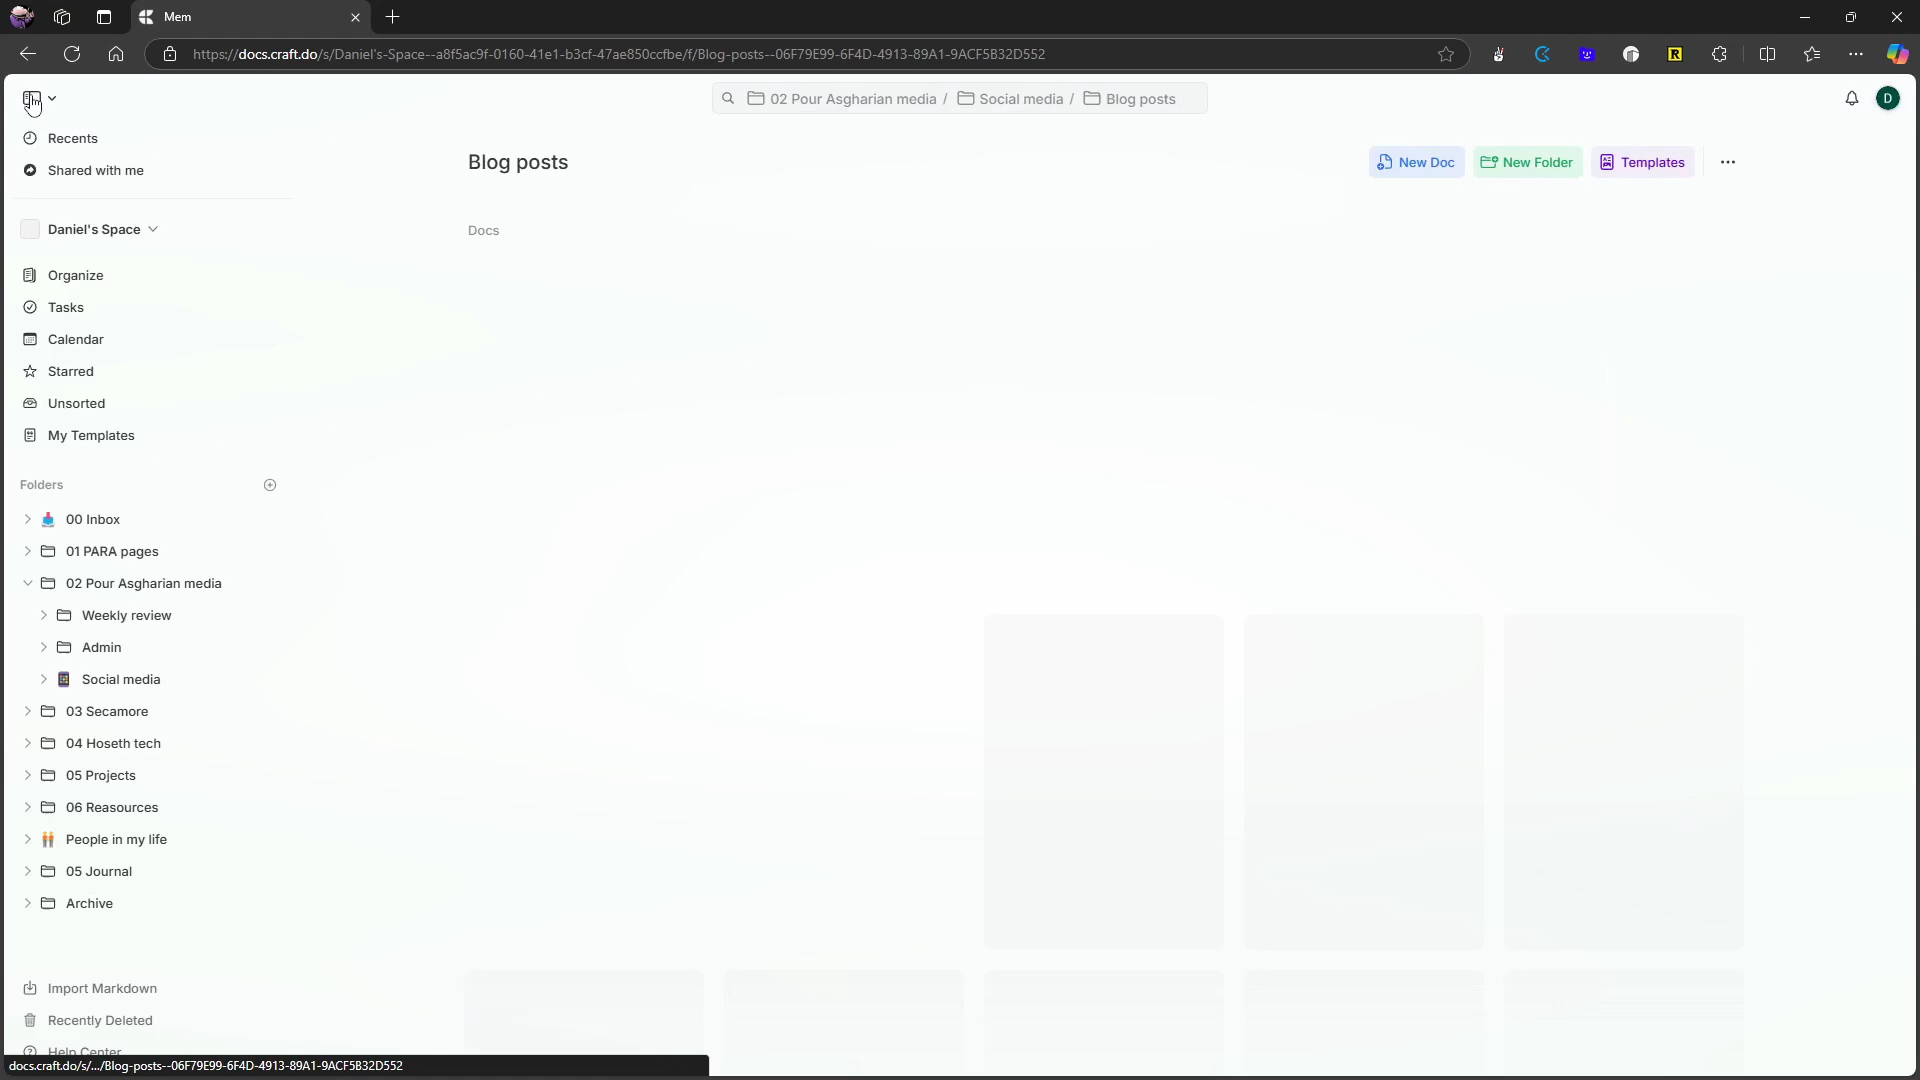 Mem
https://docs.craft.do/s/Daniel's-Space--a8f5ac9f-0160-41e1-b3cf-47ae850ccfbe/f/Blog-posts--06F79E99-6F4D-4913-89A1-9ACF5B32D552
02 Pour Asgharian media / Social media / Blog posts
D
Recents
Shared with me
Blog posts
New Doc
New Folder
Templates
Daniel's Space
Docs
Organize
Tasks
Calendar
Starred
Unsorted
My Templates
Folders
00 Inbox
01 PARA pages
02 Pour Asgharian media
Weekly review
Admin
Social media
03 Secamore
04 Hoseth tech
05 Projects
06 Reasources
People in my life
05 Journal
Archive
Import Markdown
Recently Deleted
Help Center
docs.craft.do/s/.../Blog-posts--06F79E99-6F4D-4913-89A1-9ACF5B32D552